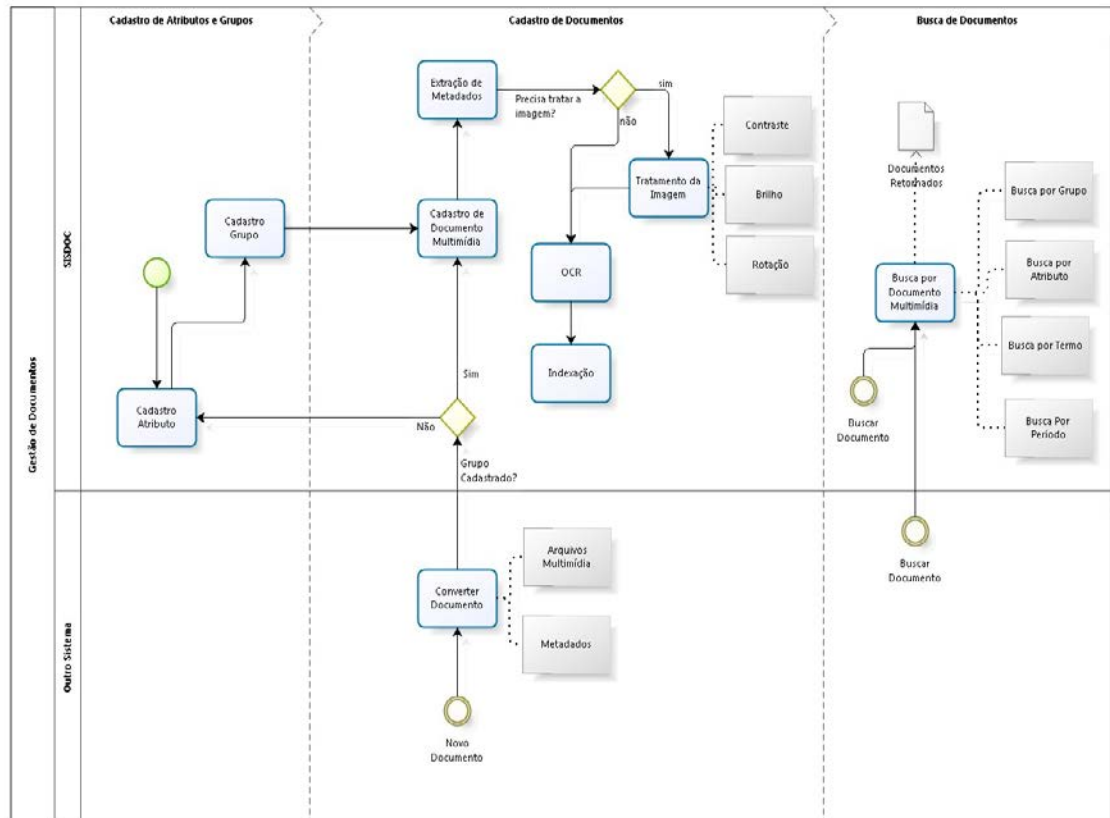 Cadastro de Atributos e Grupos
Cadastro de Documentos
Busca de Documentos
Gestão de Documentos
SISDOC
Outro Sistema
Extração de
Metadados
Precisa tratar a
imagem?
sim
não
Contraste
Tratamento da
Imagem
Brilho
Rotação
Cadastro
Grupo
Cadastro de
Documento
Multimídia
OCR
Indexação
Cadastro
Atributo
Não
Sim
Grupo
Cadastrado?
Documentos
Retornados
Busca por Grupo
Busca por
Atributo
Busca por
Documento
Multimídia
Busca por Termo
Busca Por
Período
Buscar
Documento
Buscar
Documento
Converter
Documento
Arquivos
Multimídia
Metadados
Novo
Documento